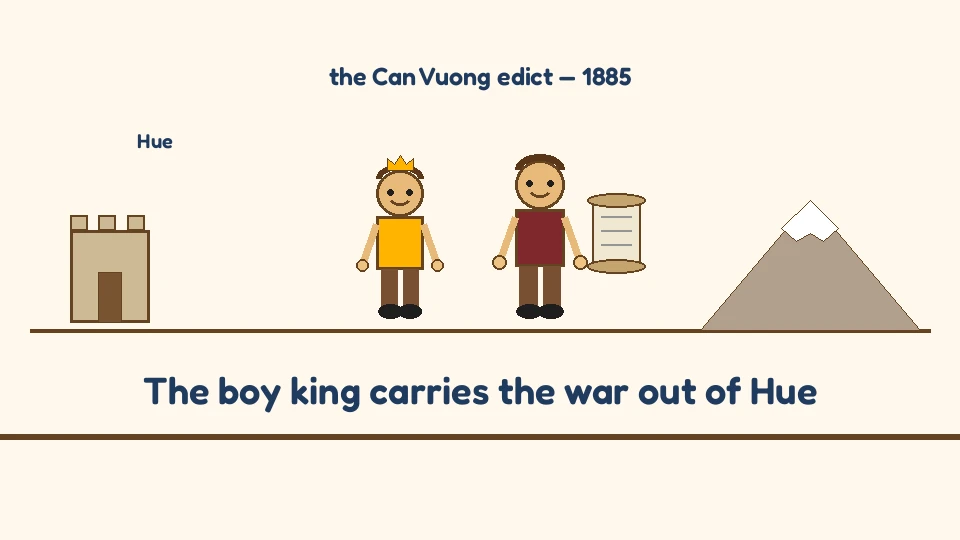 the Can Vuong edict — 1885
Hue
The boy king carries the war out of Hue